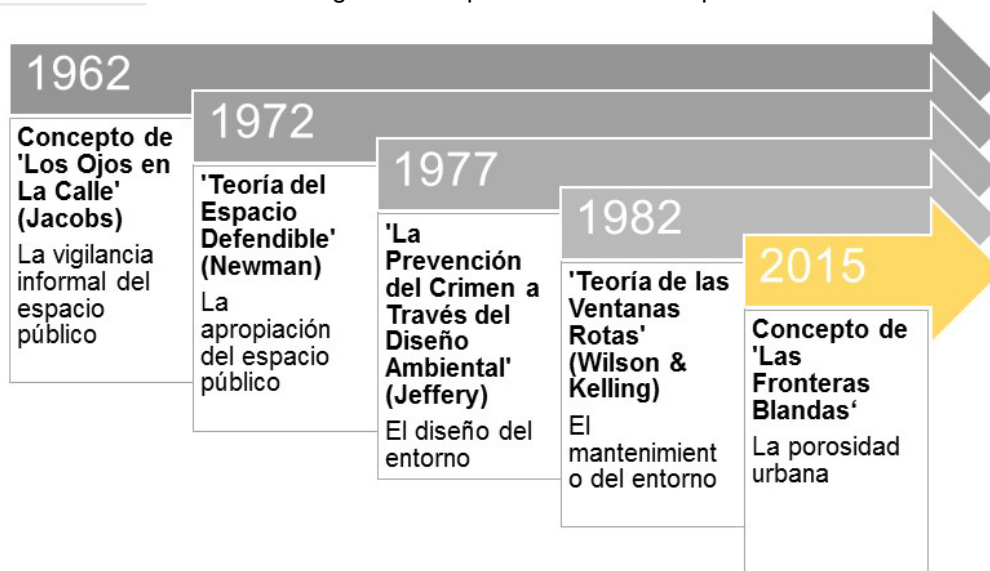 1962
Concepto de
'Los Ojos en
La Calle'
(Jacobs)
La vigilancia
informal del
espacio
público
1972
'Teoría del
Espacio
Defendible'
(Newman)
La
apropiación
del espacio
público
1977
'La
Prevención
del Crimen a
Través del
Diseño
Ambiental'
(Jeffery)
El diseño del
entorno
1982
'Teoría de las
Ventanas
Rotas'
(Wilson &
Kelling)
El
mantenimient
o del entorno
2015
Concepto de
'Las
Fronteras
Blandas‘
La porosidad
urbana